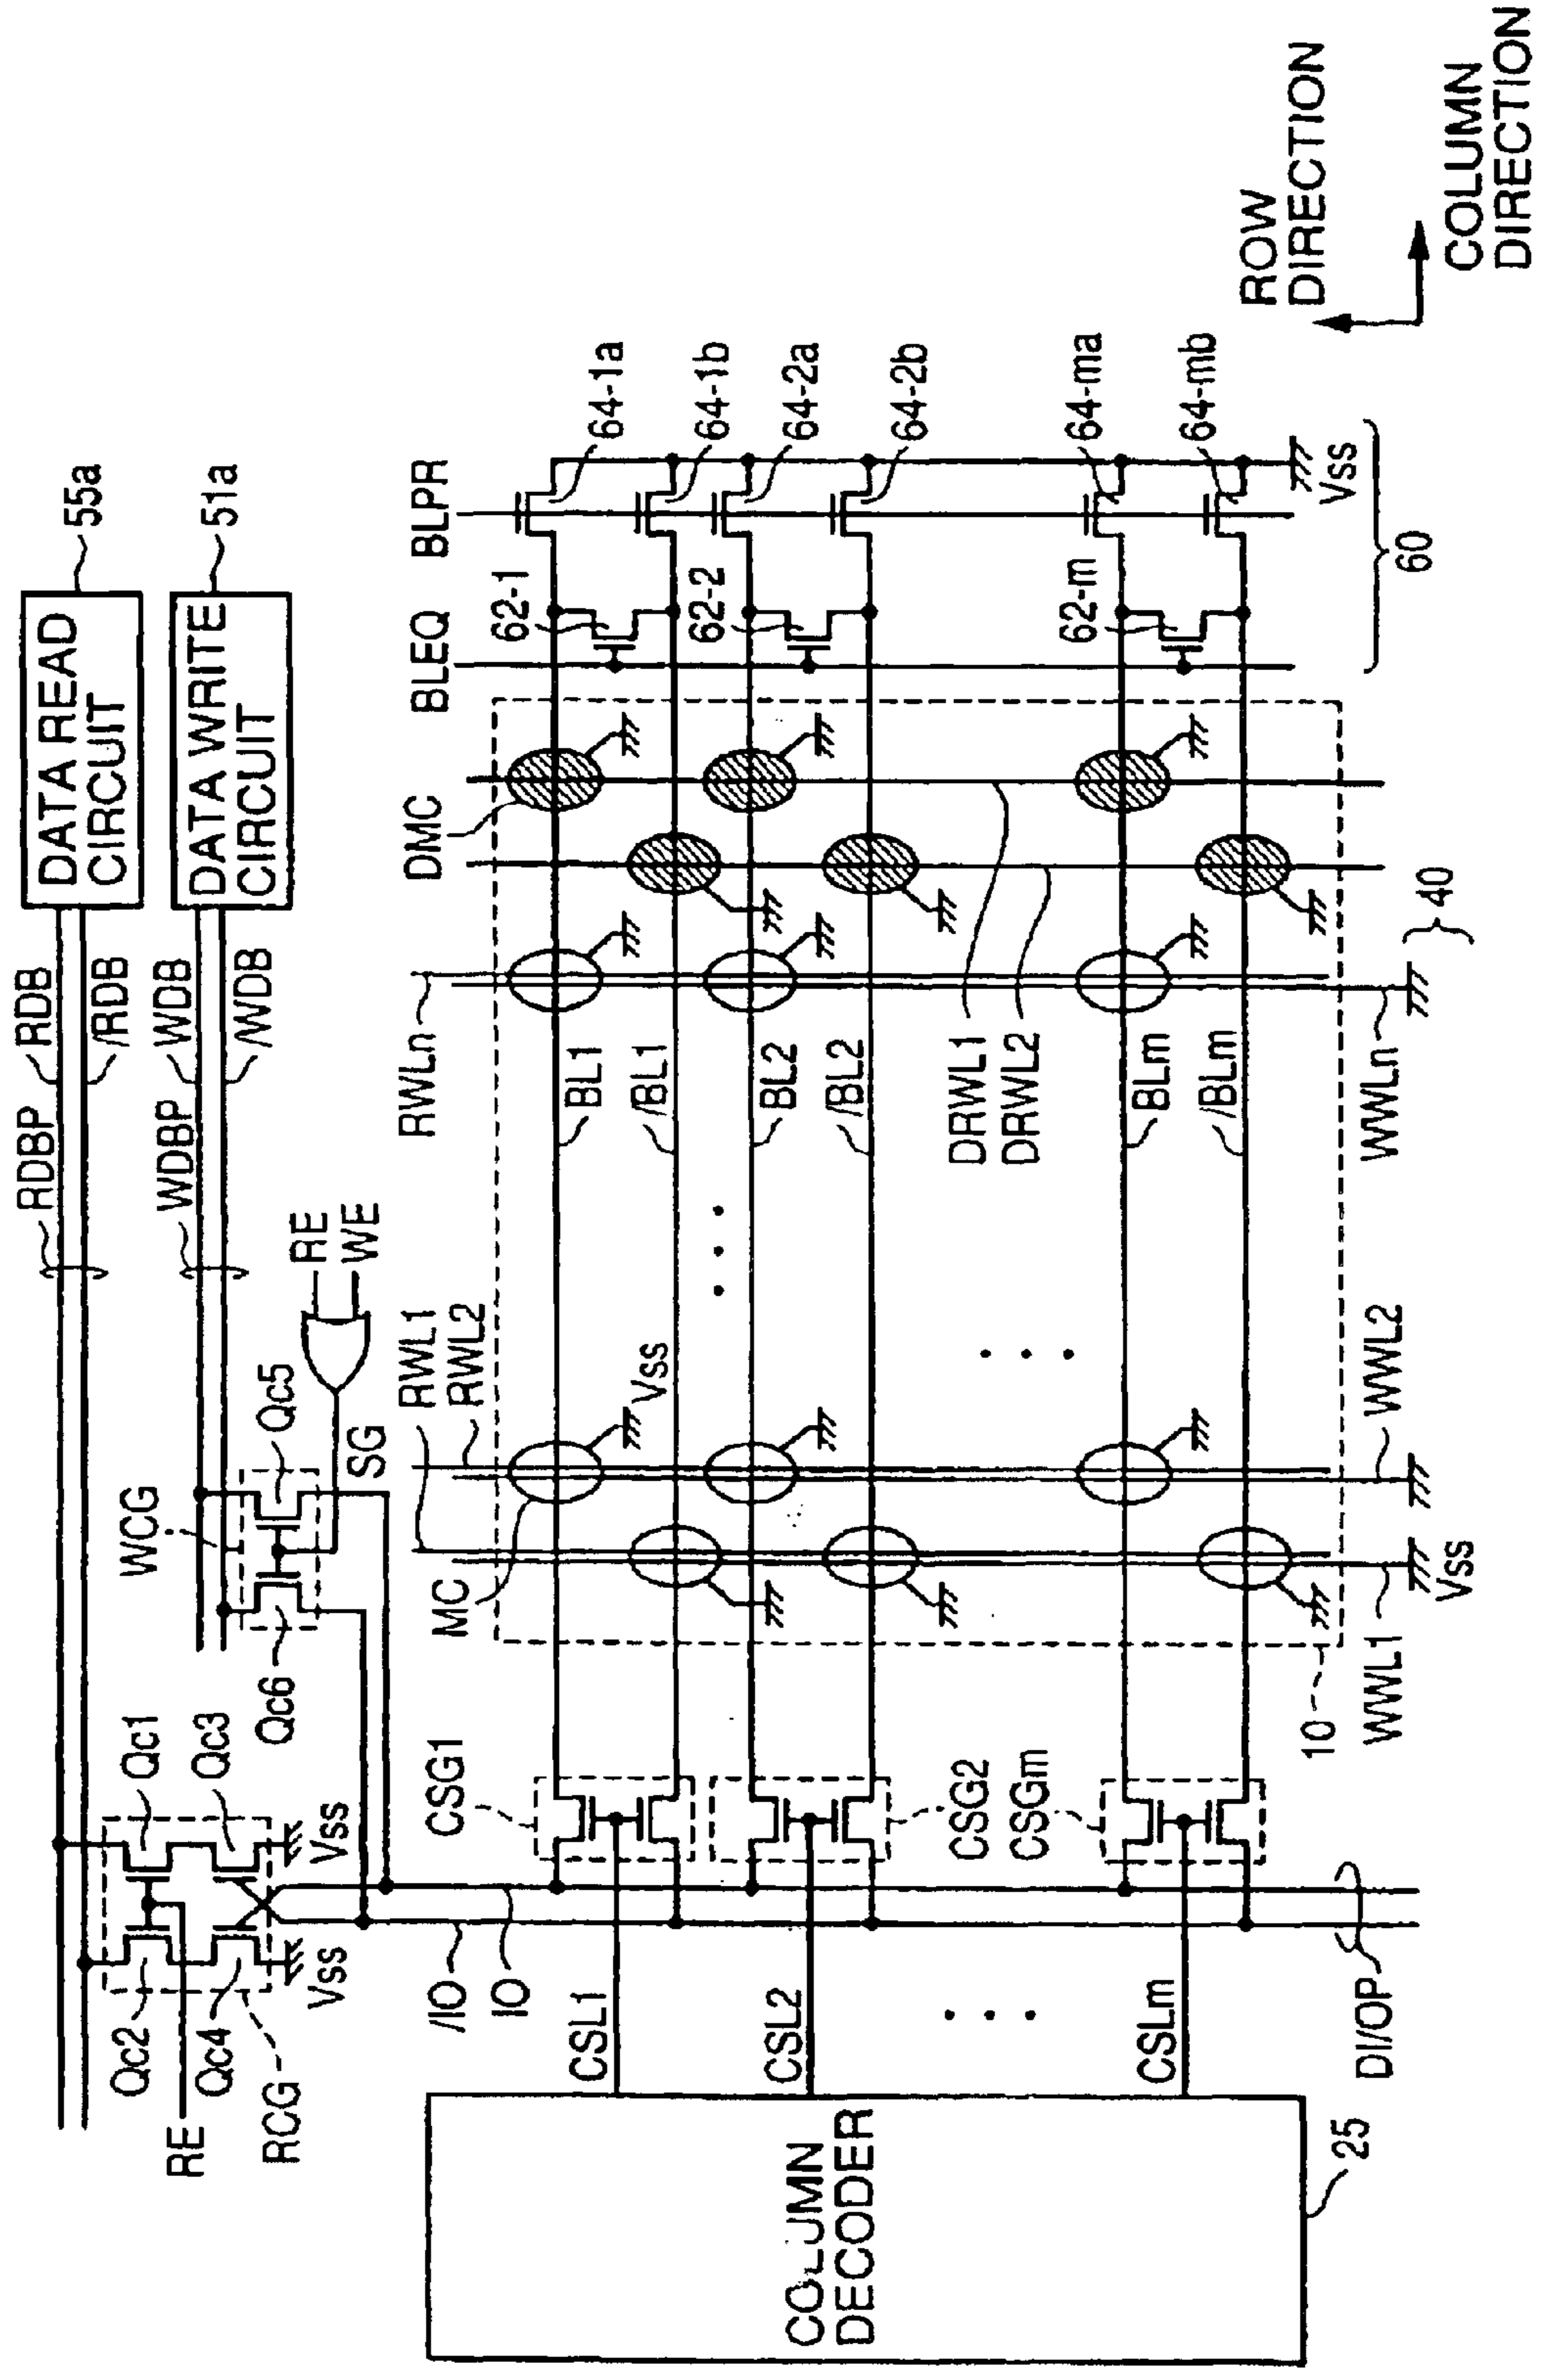 DATA READ
CIRCUIT
55a
DATA WRITE
CIRCUIT
51a
RDBP
RDB
/RDB
WDBP
WDB
/WDB
RE
WE
SG
WCG
Qc5
Qc6
Qc1
Qc3
Qc2
Qc4
Vss
Vss
RE
RCG
/IO
IO
BLPR
BLEQ
DMC
RWLn
RWL1
RWL2
MC
CSG1
62-1
64-1a
64-1b
62-2
64-2a
64-2b
62-m
64-ma
64-mb
Vss
60
BL1
/BL1
BL2
/BL2
DRWL1
DRWL2
BLm
/BLm
Vss
CSG2
CSGm
CSL1
CSL2
CSLm
WWLn
40
WWL2
WWL1
Vss
10
DI/OP
COLUMN
DECODER
25
ROW
DIRECTION
COLUMN
DIRECTION